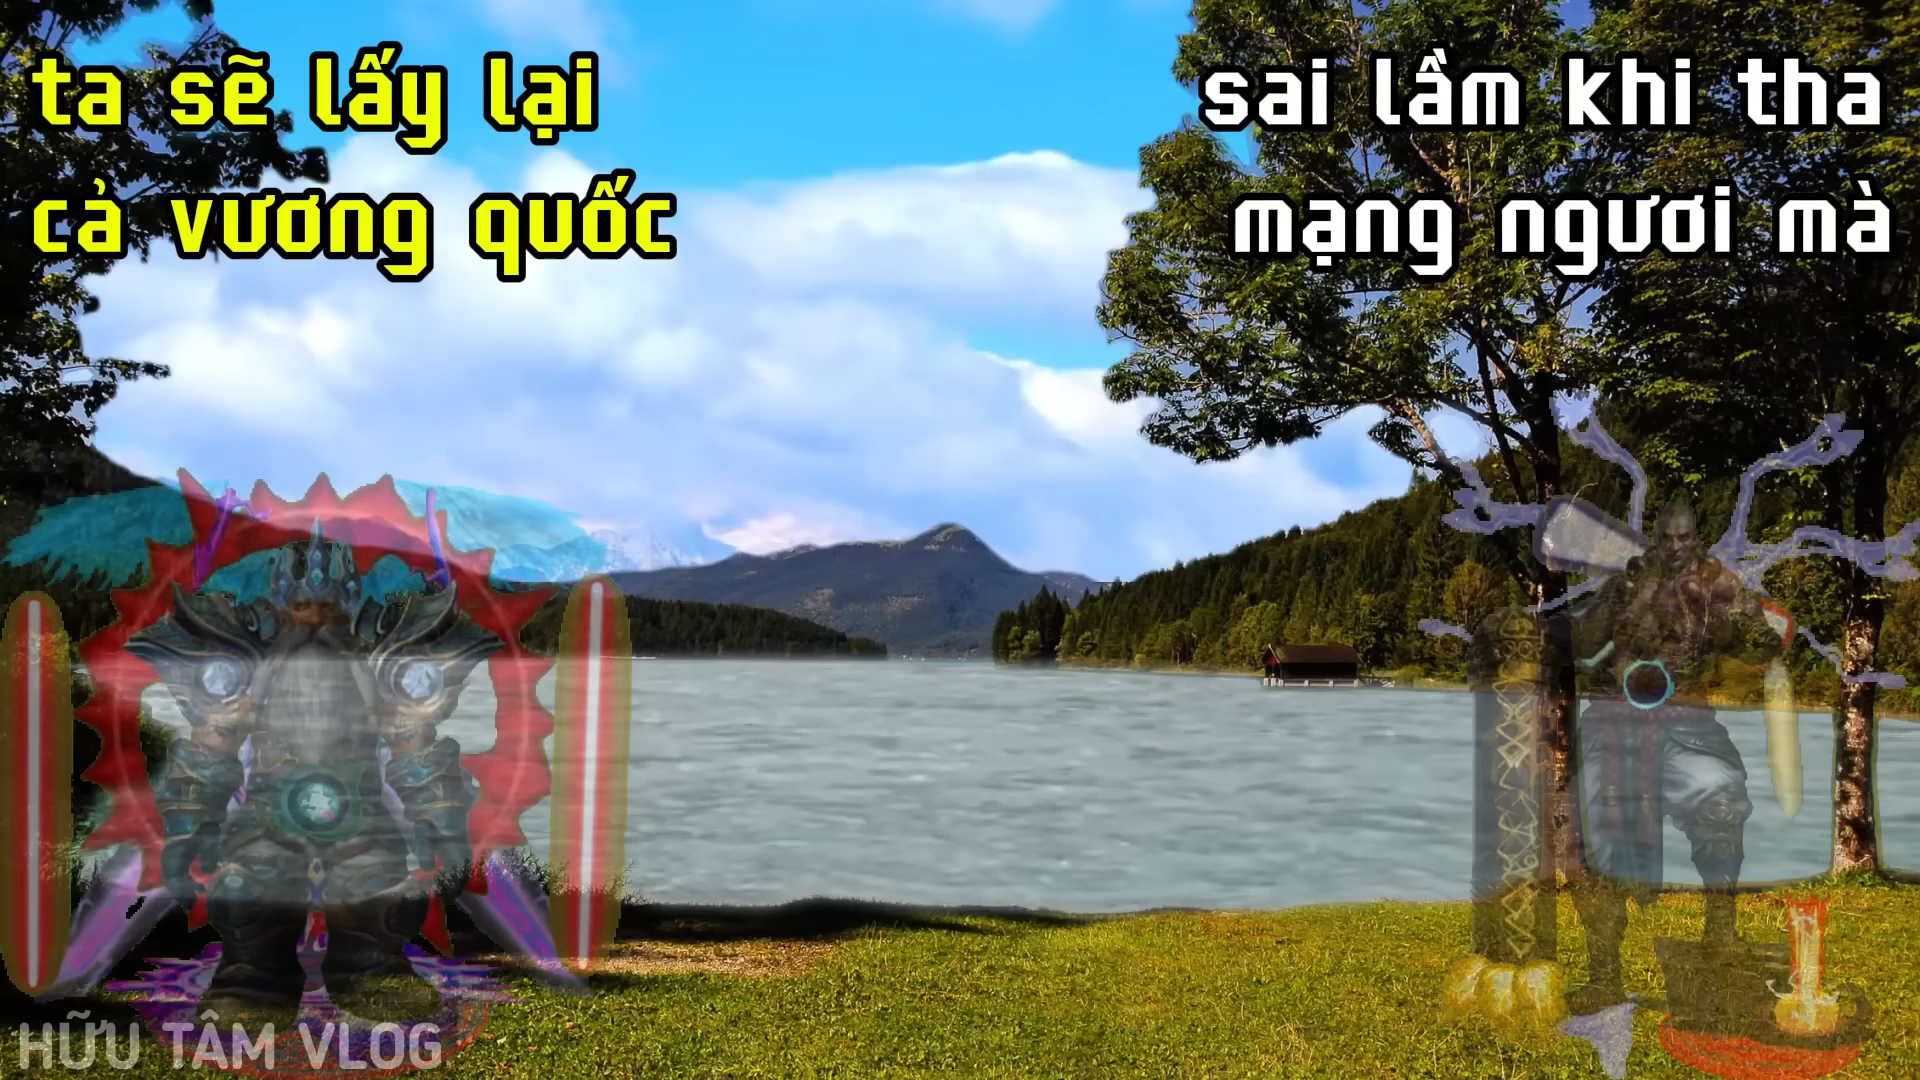 ta sẽ lấy lại
cả vương quốc
sai lầm khi tha
mạng ngươi mà
HỮU TÂM VLOG